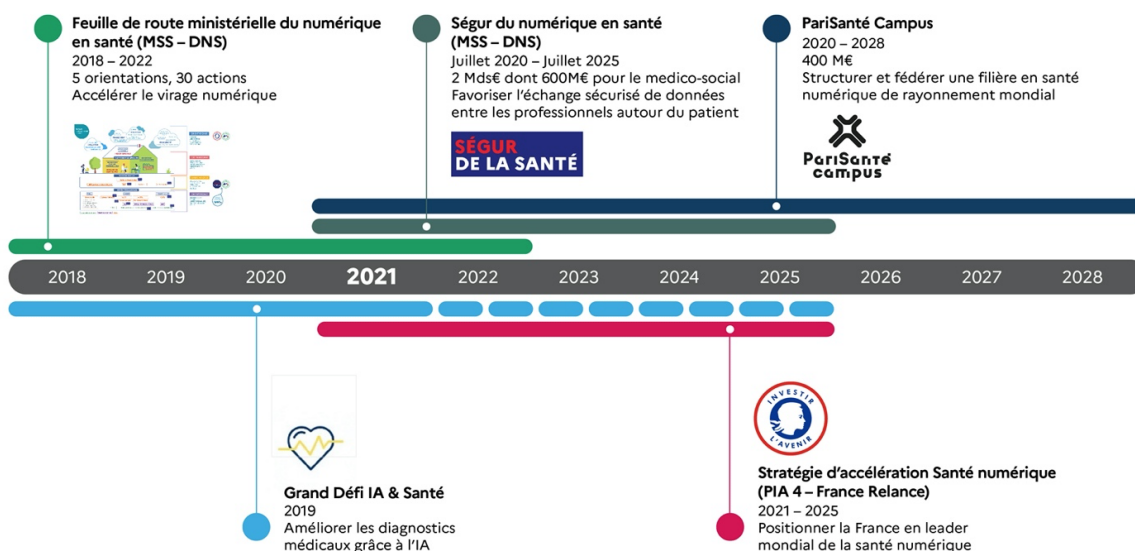 Feuille de route ministérielle du numérique
en santé (MSS – DNS)
2018 – 2022
5 orientations, 30 actions
Accélérer le virage numérique
Ségur du numérique en santé
(MSS – DNS)
Juillet 2020 – Juillet 2025
2 Mds€ dont 600M€ pour le medico-social
Favoriser l’échange sécurisé de données
entre les professionnels autour du patient
SÉGUR
DE LA SANTÉ
PariSanté Campus
2020 – 2028
400 M€
Structurer et fédérer une filière en santé
numérique de rayonnement mondial
PariSanté
campus
2018 2019 2020 2021 2022 2023 2024 2025 2026 2027 2028
Grand Défi IA & Santé
2019
Améliorer les diagnostics
médicaux grâce à l’IA
INVESTIR
L’AVENIR
Stratégie d’accélération Santé numérique
(PIA 4 – France Relance)
2021 – 2025
Positionner la France en leader
mondial de la santé numérique